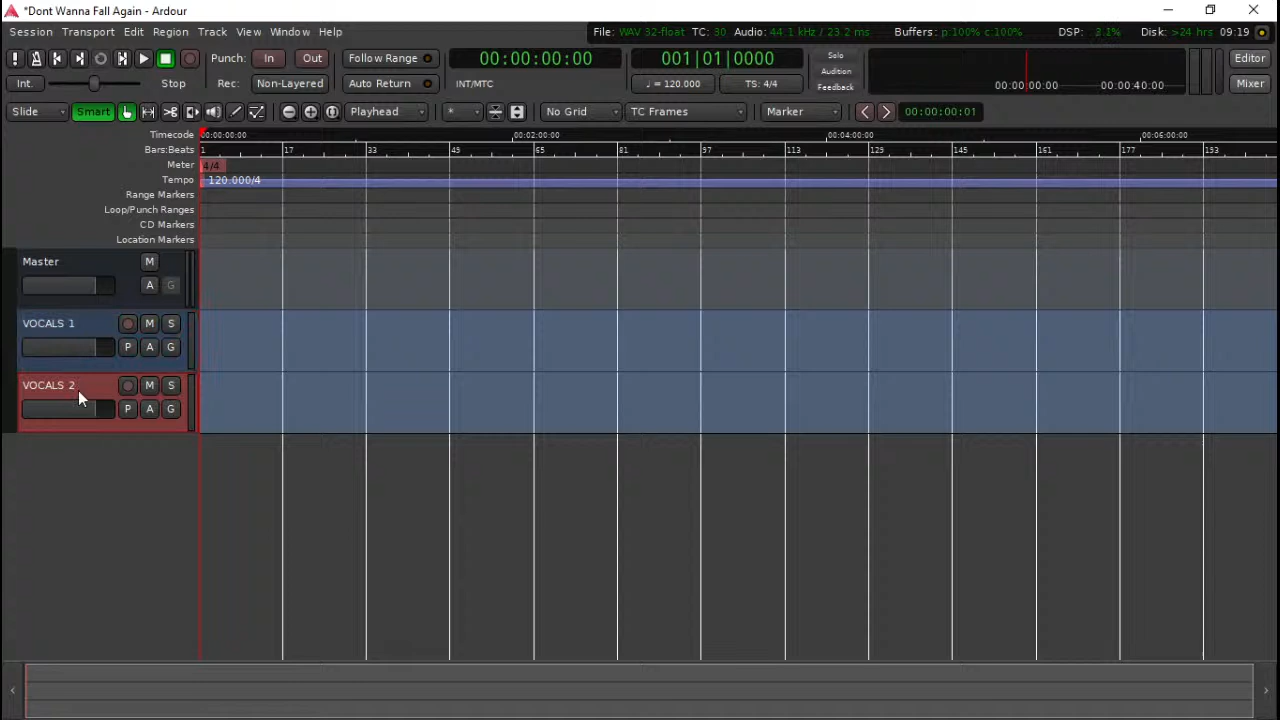 *Dont Wanna Fall Again - Ardour
Session Transport Edit Region Track View Window Help File: WAV 32-float TC: 30 Audio: 44.1 kHz / 23.2 ms Buffers: p:100% c:100% DSP: 3.1% Disk: >24 hrs 09:19
Punch: In Out Follow Range 00:00:00:00 001|01|0000 Solo Editor
Audition
Int. Stop Rec: Non-Layered Auto Return INT/MTC ♩ = 120.000 TS: 4/4 Feedback 00:00:00:00 00:00:40:00 Mixer
Slide Smart Playhead * No Grid TC Frames Marker 00:00:00:01
Timecode 00:00:00:00 00:02:00:00 00:04:00:00 00:06:00:00
Bars:Beats 1 17 33 49 65 81 97 113 129 145 161 177 193
Meter 4/4
Tempo 120.000/4
Range Markers
Loop/Punch Ranges
CD Markers
Location Markers
Master M
A G
VOCALS 1 M S
P A G
VOCALS 2 M S
P A G